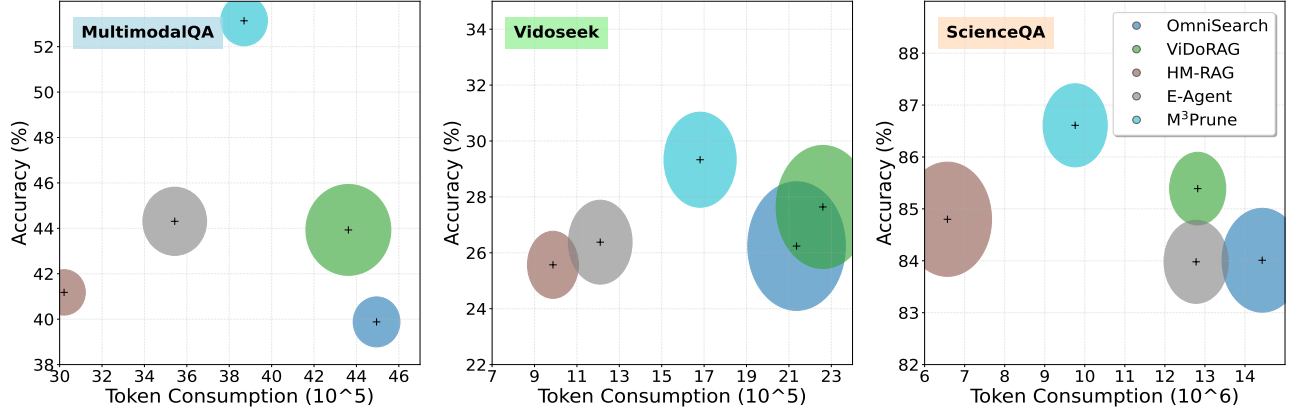 MultimodalQA
Accuracy (%)
52
50
48
46
44
42
40
38
30 32 34 36 38 40 42 44 46
Token Consumption (10^5)
Vidoseek
Accuracy (%)
34
32
30
28
26
24
22
7 9 11 13 15 17 19 21 23
Token Consumption (10^5)
ScienceQA
OmniSearch
ViDoRAG
HM-RAG
E-Agent
M³Prune
Accuracy (%)
88
87
86
85
84
83
82
6 7 8 9 10 11 12 13 14
Token Consumption (10^6)